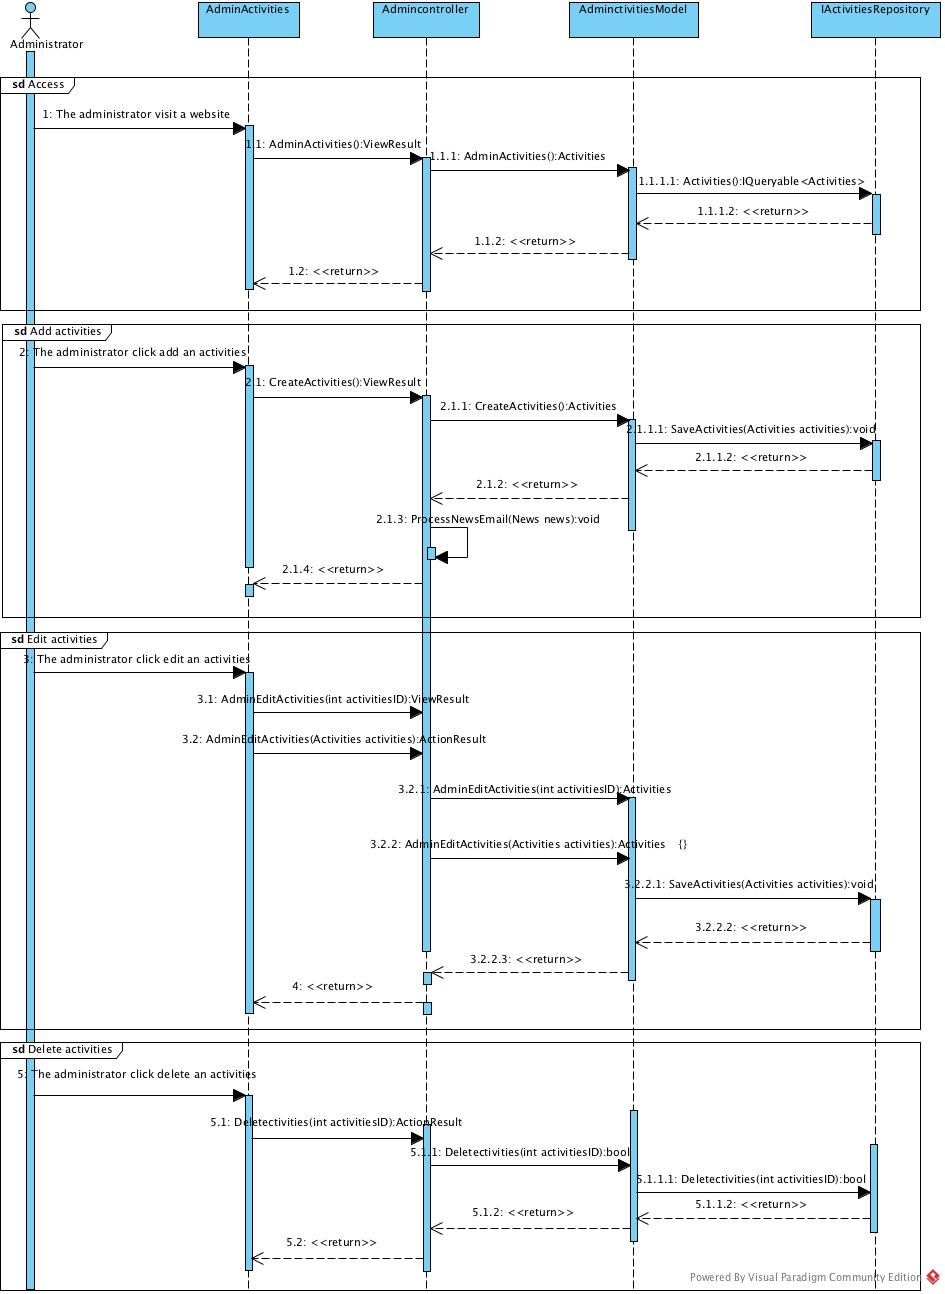 AdminActivities
Admincontroller
AdminctivitiesModel
IActivitiesRepository
Administrator
sd Access
1: The administrator visit a website
1.1: AdminActivities():ViewResult
1.1.1: AdminActivities():Activities
1.1.1.1: Activities():IQueryable<Activities>
1.1.1.2: <<return>>
1.1.2: <<return>>
1.2: <<return>>
sd Add activities
2: The administrator click add an activities
2.1: CreateActivities():ViewResult
2.1.1: CreateActivities():Activities
2.1.1.1: SaveActivities(Activities activities):void
2.1.1.2: <<return>>
2.1.2: <<return>>
2.1.3: ProcessNewsEmail(News news):void
2.1.4: <<return>>
sd Edit activities
3: The administrator click edit an activities
3.1: AdminEditActivities(int activitiesID):ViewResult
3.2: AdminEditActivities(Activities activities):ActionResult
3.2.1: AdminEditActivities(int activitiesID):Activities
3.2.2: AdminEditActivities(Activities activities):Activities {}
3.2.2.1: SaveActivities(Activities activities):void
3.2.2.2: <<return>>
3.2.2.3: <<return>>
4: <<return>>
sd Delete activities
5: The administrator click delete an activities
5.1: Deletectivities(int activitiesID):ActionResult
5.1.1: Deletectivities(int activitiesID):bool
5.1.1.1: Deletectivities(int activitiesID):bool
5.1.1.2: <<return>>
5.1.2: <<return>>
5.2: <<return>>
Powered By Visual Paradigm Community Edition